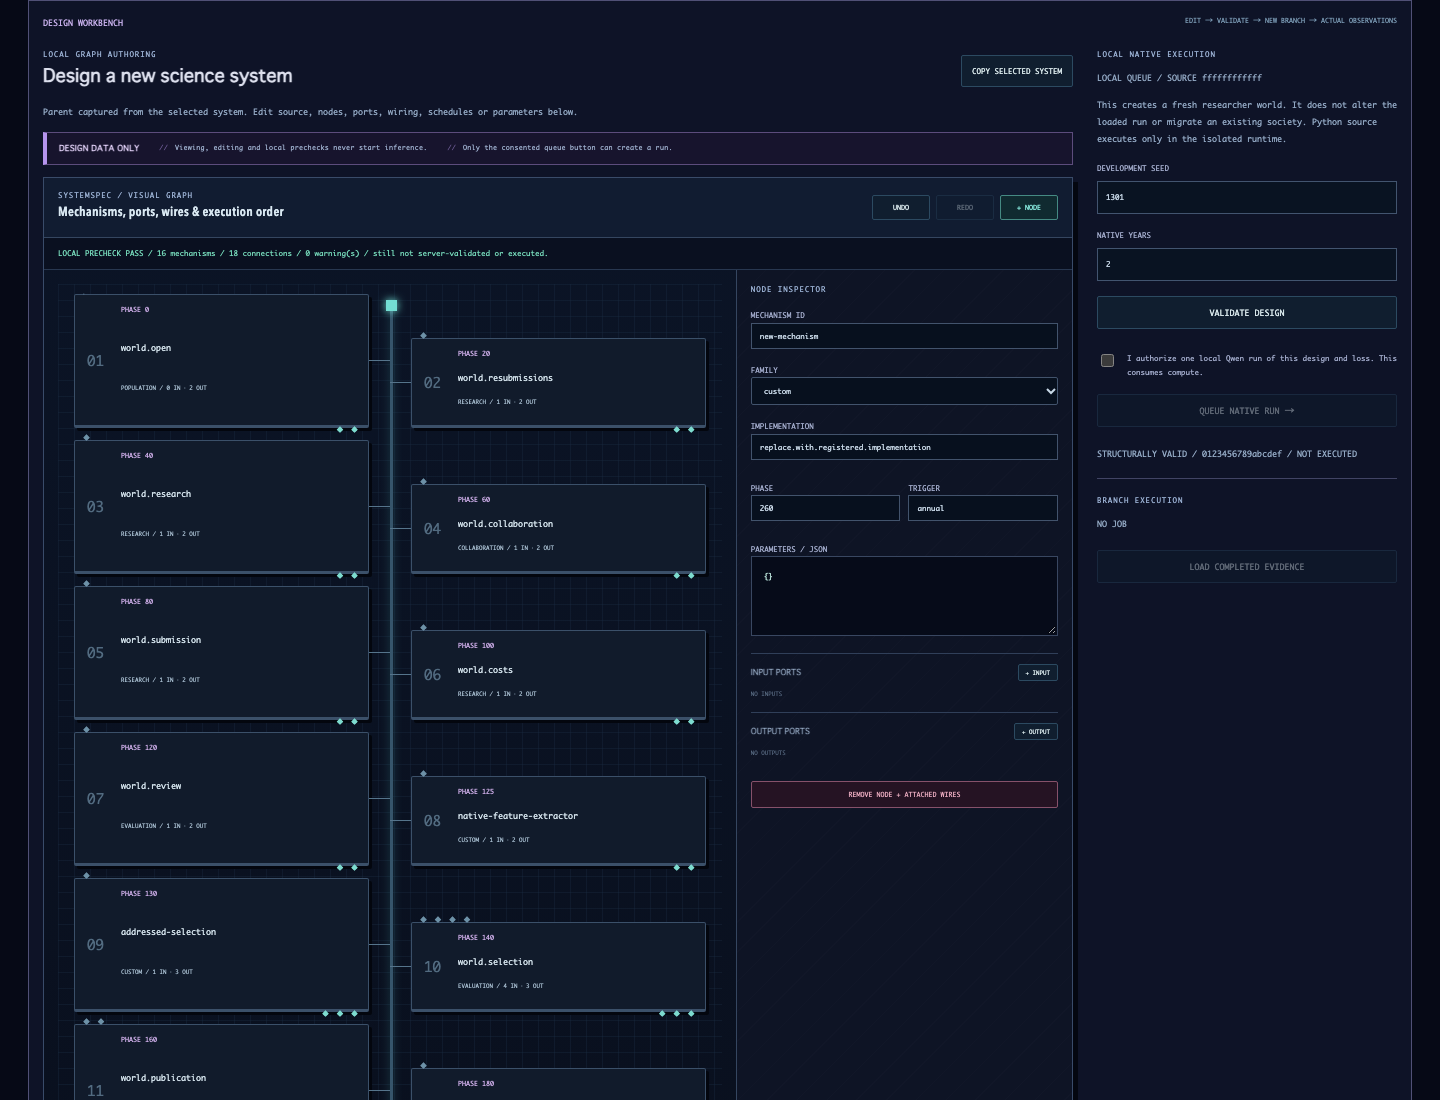 DESIGN WORKBENCH
EDIT → VALIDATE → NEW BRANCH → ACTUAL OBSERVATIONS
LOCAL GRAPH AUTHORING
Design a new science system
COPY SELECTED SYSTEM
Parent captured from the selected system. Edit source, nodes, ports, wiring, schedules or parameters below.
DESIGN DATA ONLY // Viewing, editing and local prechecks never start inference. // Only the consented queue button can create a run.
SYSTEMSPEC / VISUAL GRAPH
Mechanisms, ports, wires & execution order
UNDO
REDO
+ NODE
LOCAL PRECHECK PASS / 16 mechanisms / 18 connections / 0 warning(s) / still not server-validated or executed.
PHASE 0
01
world.open
POPULATION / 0 IN · 2 OUT
PHASE 20
02
world.resubmissions
RESEARCH / 1 IN · 2 OUT
PHASE 40
03
world.research
RESEARCH / 1 IN · 2 OUT
PHASE 60
04
world.collaboration
COLLABORATION / 1 IN · 2 OUT
PHASE 80
05
world.submission
RESEARCH / 1 IN · 2 OUT
PHASE 100
06
world.costs
RESEARCH / 1 IN · 2 OUT
PHASE 120
07
world.review
EVALUATION / 1 IN · 2 OUT
PHASE 125
08
native-feature-extractor
CUSTOM / 1 IN · 2 OUT
PHASE 130
09
addressed-selection
CUSTOM / 1 IN · 3 OUT
PHASE 140
10
world.selection
EVALUATION / 4 IN · 3 OUT
PHASE 160
11
world.publication
PHASE 180
NODE INSPECTOR
MECHANISM ID
new-mechanism
FAMILY
custom
IMPLEMENTATION
replace.with.registered.implementation
PHASE
260
TRIGGER
annual
PARAMETERS / JSON
{}
INPUT PORTS
+ INPUT
NO INPUTS
OUTPUT PORTS
+ OUTPUT
NO OUTPUTS
REMOVE NODE + ATTACHED WIRES
LOCAL NATIVE EXECUTION
LOCAL QUEUE / SOURCE ffffffffffff
This creates a fresh researcher world. It does not alter the
loaded run or migrate an existing society. Python source
executes only in the isolated runtime.
DEVELOPMENT SEED
1301
NATIVE YEARS
2
VALIDATE DESIGN
I authorize one local Qwen run of this design and loss. This
consumes compute.
QUEUE NATIVE RUN →
STRUCTURALLY VALID / 0123456789abcdef / NOT EXECUTED
BRANCH EXECUTION
NO JOB
LOAD COMPLETED EVIDENCE